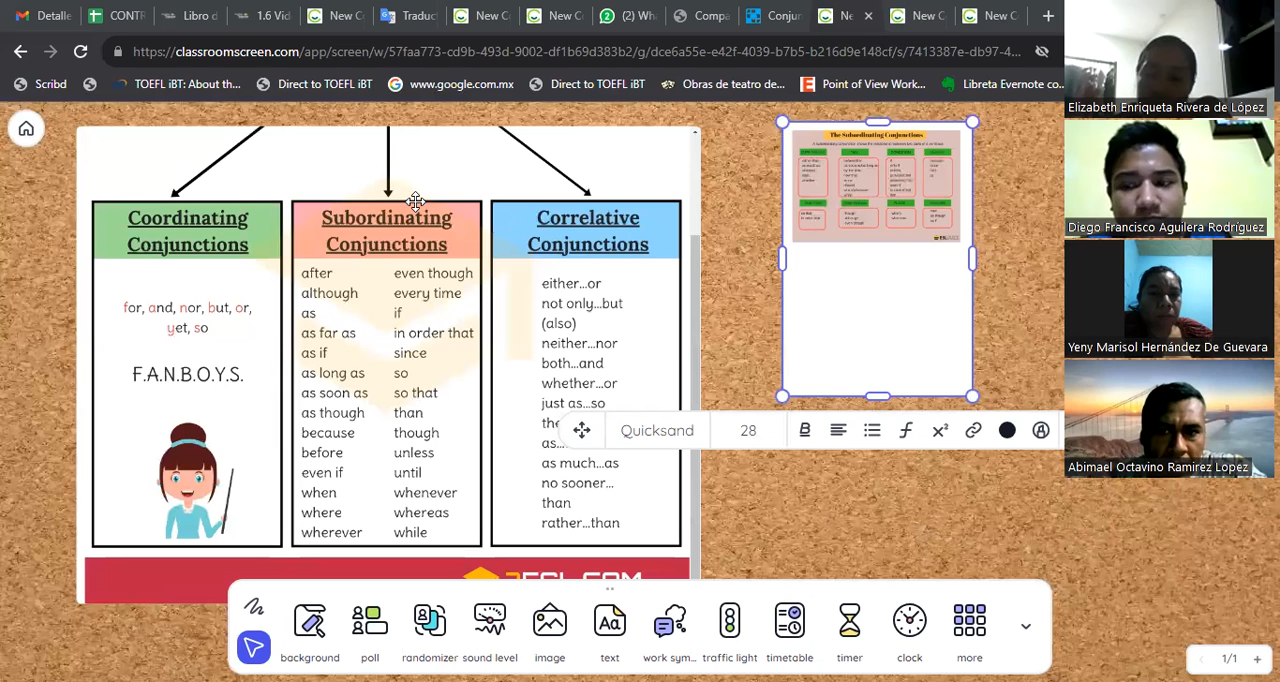 Detalle
CONTR
Libro d
1.6 Vid
New Co
Traduc
New Co
New Co
(2) Wha
Compa
Conjun
Ne
New C
New C
https://classroomscreen.com/app/screen/w/57faa773-cd9b-493d-9002-df1b69d383b2/g/dce6a55e-e42f-4039-b7b5-b216d9e148cf/s/7413387e-db97-4...
Scribd
TOEFL iBT: About th...
Direct to TOEFL iBT
www.google.com.mx
Direct to TOEFL iBT
Obras de teatro de...
Point of View Work...
Libreta Evernote co...
Coordinating
Conjunctions
for, and, nor, but, or,
yet, so
F.A.N.B.O.Y.S.
Subordinating
Conjunctions
after
although
as
as far as
as if
as long as
as soon as
as though
because
before
even if
when
where
wherever
even though
every time
if
in order that
since
so
so that
than
though
unless
until
whenever
whereas
while
Correlative
Conjunctions
either...or
not only...but
(also)
neither...nor
both...and
whether...or
just as...so
the
as...
as much...as
no sooner...
than
rather...than
The Subordinating Conjunctions
Quicksand
28
background
poll
randomizer
sound level
image
text
work sym...
traffic light
timetable
timer
clock
more
1/1
Elizabeth Enriqueta Rivera de López
Diego Francisco Aguilera Rodríguez
Yeny Marisol Hernández De Guevara
Abimael Octavino Ramirez Lopez